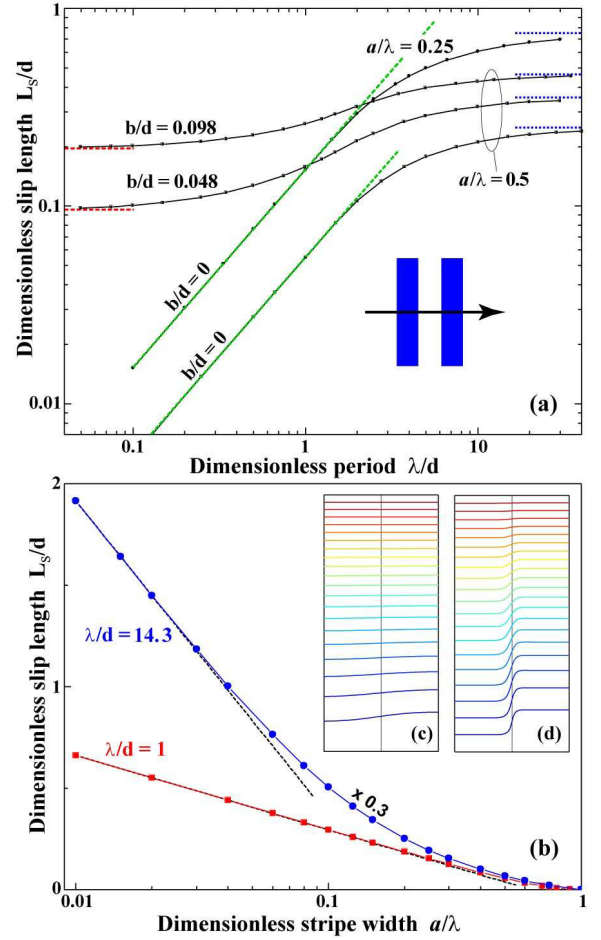 1
a/λ = 0.25
b/d = 0.098
b/d = 0.048
a/λ = 0.5
0.1
b/d = 0
b/d = 0
0.01
(a)
0.1
1
10
Dimensionless period λ/d
Dimensionless slip length Lₛ/d
2
λ/d = 14.3
1
(c)
(d)
λ/d = 1
x 0.3
(b)
0
0.01
0.1
1
Dimensionless stripe width a/λ
Dimensionless slip length Lₛ/d